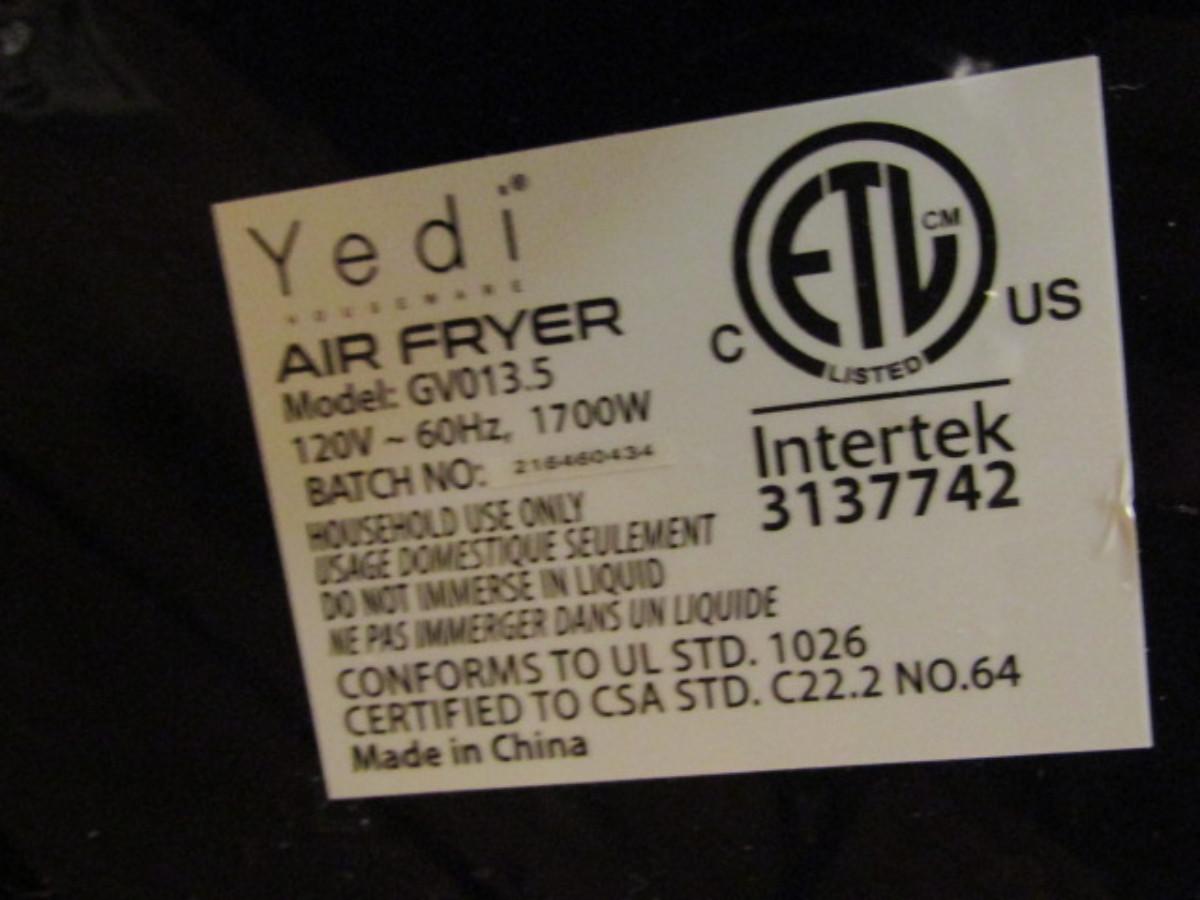 Yedi®
HOUSEWARE
AIR FRYER
Model: GV013.5
120V ~ 60Hz, 1700W
BATCH NO: 216460434
HOUSEHOLD USE ONLY
USAGE DOMESTIQUE SEULEMENT
DO NOT IMMERSE IN LIQUID
NE PAS IMMERGER DANS UN LIQUIDE
CONFORMS TO UL STD. 1026
CERTIFIED TO CSA STD. C22.2 NO.64
Made in China
ETL CM
LISTED
C US
Intertek
3137742